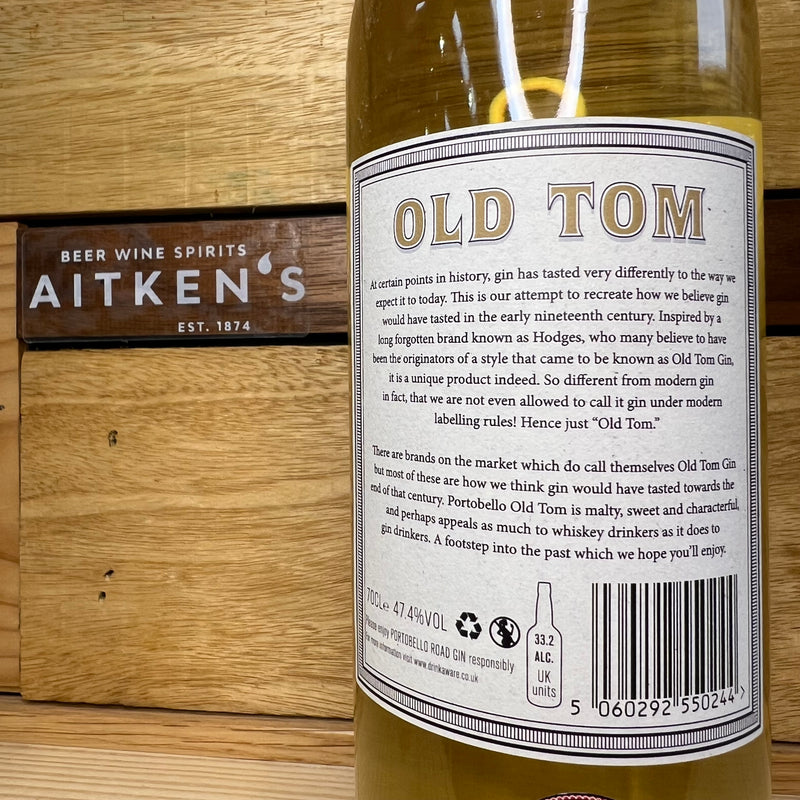 BEER WINE SPIRITS
AITKEN'S
EST. 1874
OLD TOM
At certain points in history, gin has tasted very differently to the way we
expect it to today. This is our attempt to recreate how we believe gin
would have tasted in the early nineteenth century. Inspired by a
long forgotten brand known as Hodges, who many believe to have
been the originators of a style that came to be known as Old Tom Gin,
it is a unique product indeed. So different from modern gin
in fact, that we are not even allowed to call it gin under modern
labelling rules! Hence just “Old Tom.”
There are brands on the market which do call themselves Old Tom Gin
but most of these are how we think gin would have tasted towards the
end of that century. Portobello Old Tom is malty, sweet and characterful,
and perhaps appeals as much to whiskey drinkers as it does to
gin drinkers. A footstep into the past which we hope you’ll enjoy.
70CLe 47.4%VOL
Please enjoy PORTOBELLO ROAD GIN responsibly
For more information visit www.drinkaware.co.uk
33.2
ALC.
UK
units
5 060292 550244 >